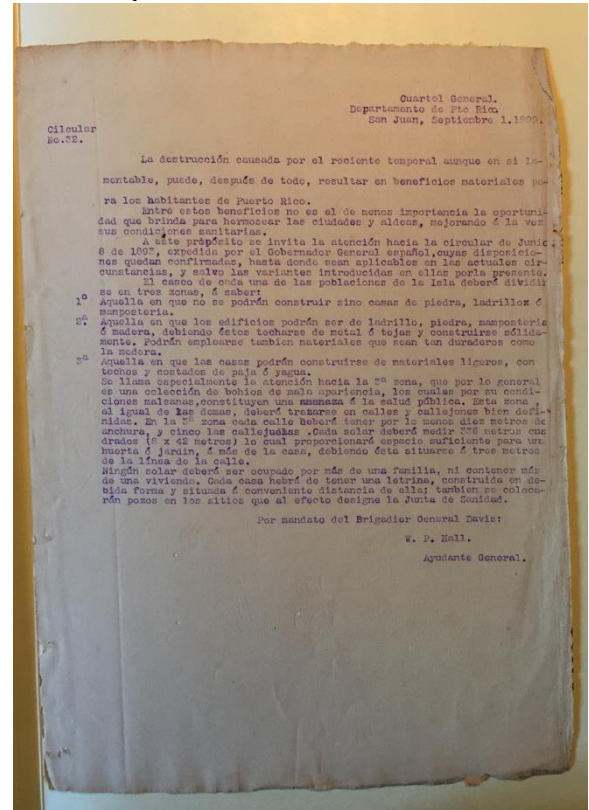 Cuartel General.
Departamento de Pto Rico
San Juan, Septiembre 1.1899.
Cilcular
No.22.
La destrucción causada por el reciente temporal aunque en si la-
mentable, puede, después de todo, resultar en beneficios materiales pa-
ra los habitantes de Puerto Rico.
Entre estos beneficios no es el de menos importancia la oportuni-
dad que brinda para hermosear las ciudades y aldeas, mejorando á la vez
sus condiciones sanitarias.
A este própósito se invita la atención hacia la circular de Junio
8 de 1893, expedida por el Gobernador General español,cuyas disposicio-
nes quedan confirmadas, hasta donde sean aplicables en las actuales cir-
cunstancias, y salvo las variantes introducidas en ellas porla presente.
El casco de cada una de las poblaciones de la Isla deberá dividir
se en tres zonas, á saber:
1º Aquella en que no se podrán construir sino casas de piedra, ladrillox ó
mampostería.
2ª. Aquella en que los edificios podrán ser de ladrillo, piedra, mampostería
ó madera, debiendo éstos techarse de metal ó tejas y construirse sólida-
mente. Podrán emplearse tambien materiales que sean tan duraderos como
la madera.
3ª Aquella en que las casas podrán construirse de materiales ligeros, con
techos y costados de paja ó yagua.
Se llama especialmente la atención hacia la 3ª zona, que por lo general
es una colección de bohios de mala apariencia, los cuales por su condi-
ciones malsanas,constituyen una amenaza á la salud pública. Esta zona ,
al igual de las demas, deberá trazarse en calles y callejones bien defi-
nidas. En la 3ª zona cada calle deberá tener por lo menos diez metros de
anchura, y cinco las callejuelas .Cada solar deberá medir 336 metros cua
drados (8 x 42 metros) lo cual proporcionará espacio suficiente para una
huerta ó jardin, á más de la casa, debiendo ésta situarse á tres metros
de la línea de la calle.
Ningún solar deberá ser ocupado por más de una familia, ni contener más
de una vivienda. Cada casa hebrá de tener una letrina, construida en de-
bida forma y situada á conveniente distancia de ella; tambien se coloca-
rán pozos en los sitios que al efecto designe la Junta de Sanidad.
Por mandato del Brigadier General Davis:
W. P. Hall.
Ayudante General.